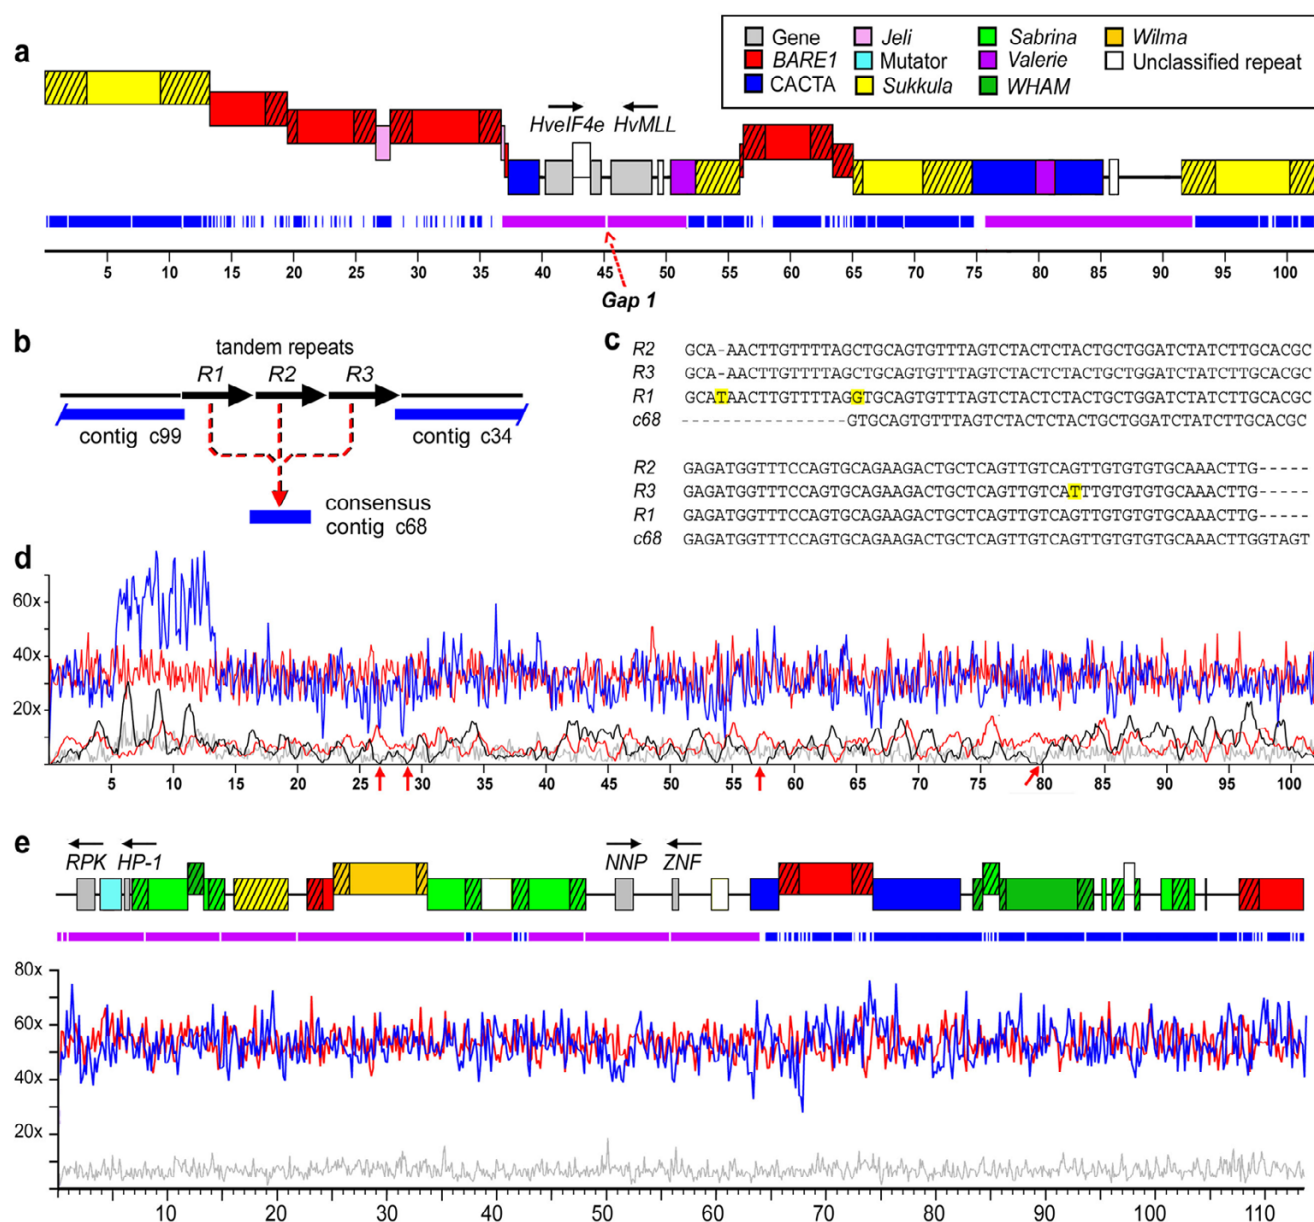 a
Gene
BARE1
CACTA
Jeli
Mutator
Sukkula
Sabrina
Valerie
WHAM
Wilma
Unclassified repeat
HveIF4e
HvMLL
5 10 15 20 25 30 35 40 45 50 55 60 65 70 75 80 85 90 95 100
Gap 1
b
tandem repeats
R1 R2 R3
contig c99
contig c34
consensus
contig c68
c
R2 GCA-AACTTGTTTTAGCTGCAGTGTTTAGTCTACTCTACTGCTGGATCTATCTTGCACGC
R3 GCA-AACTTGTTTTAGCTGCAGTGTTTAGTCTACTCTACTGCTGGATCTATCTTGCACGC
R1 GCATAACTTGTTTTAGGTGCAGTGTTTAGTCTACTCTACTGCTGGATCTATCTTGCACGC
c68 ----------------GTGCAGTGTTTAGTCTACTCTACTGCTGGATCTATCTTGCACGC
R2 GAGATGGTTTCCAGTGCAGAAGACTGCTCAGTTGTCAGTTGTGTGTGCAAACTTG-----
R3 GAGATGGTTTCCAGTGCAGAAGACTGCTCAGTTGTCATTTGTGTGTGCAAACTTG-----
R1 GAGATGGTTTCCAGTGCAGAAGACTGCTCAGTTGTCAGTTGTGTGTGCAAACTTG-----
c68 GAGATGGTTTCCAGTGCAGAAGACTGCTCAGTTGTCAGTTGTGTGTGCAAACTTGGTAGT
d
60x
40x
20x
5 10 15 20 25 30 35 40 45 50 55 60 65 70 75 80 85 90 95 100
e
RPK HP-1 NNP ZNF
80x
60x
40x
20x
10 20 30 40 50 60 70 80 90 100 110